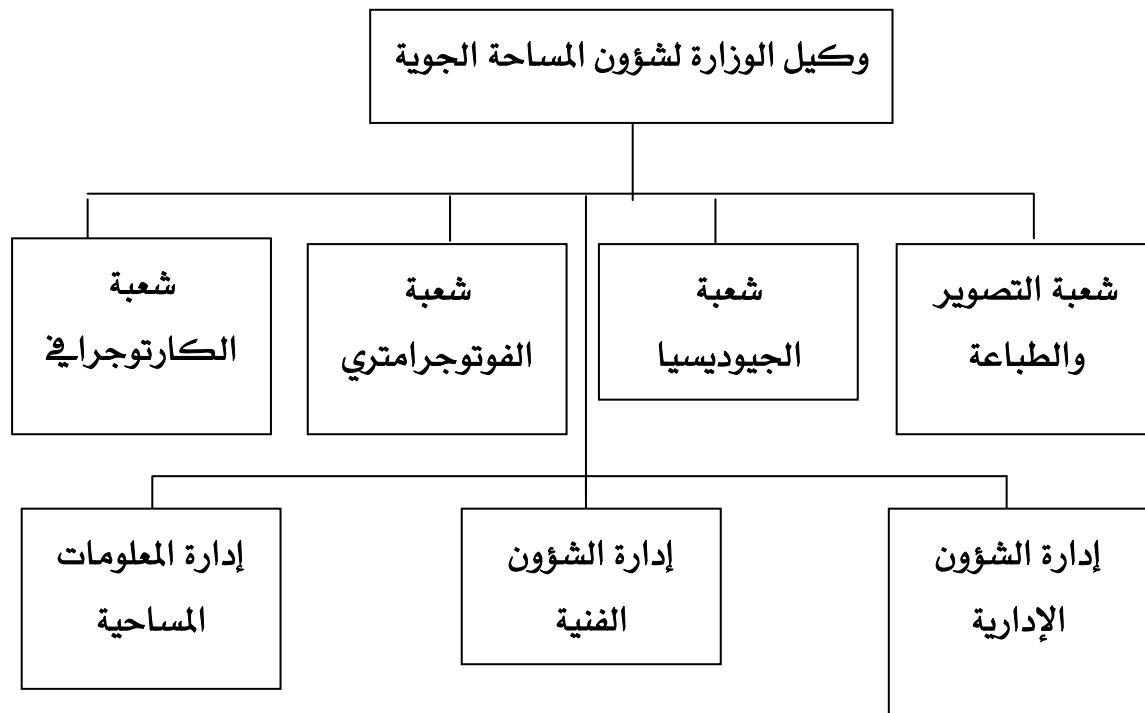 وكيل الوزارة لشؤون المساحة الجوية
شعبة التصوير
والطباعة
شعبة
الجيوديسيا
شعبة
الفوتوجرامتري
شعبة
الكارتوجرافي
إدارة الشؤون
الإدارية
إدارة الشؤون
الفنية
إدارة المعلومات
المساحية